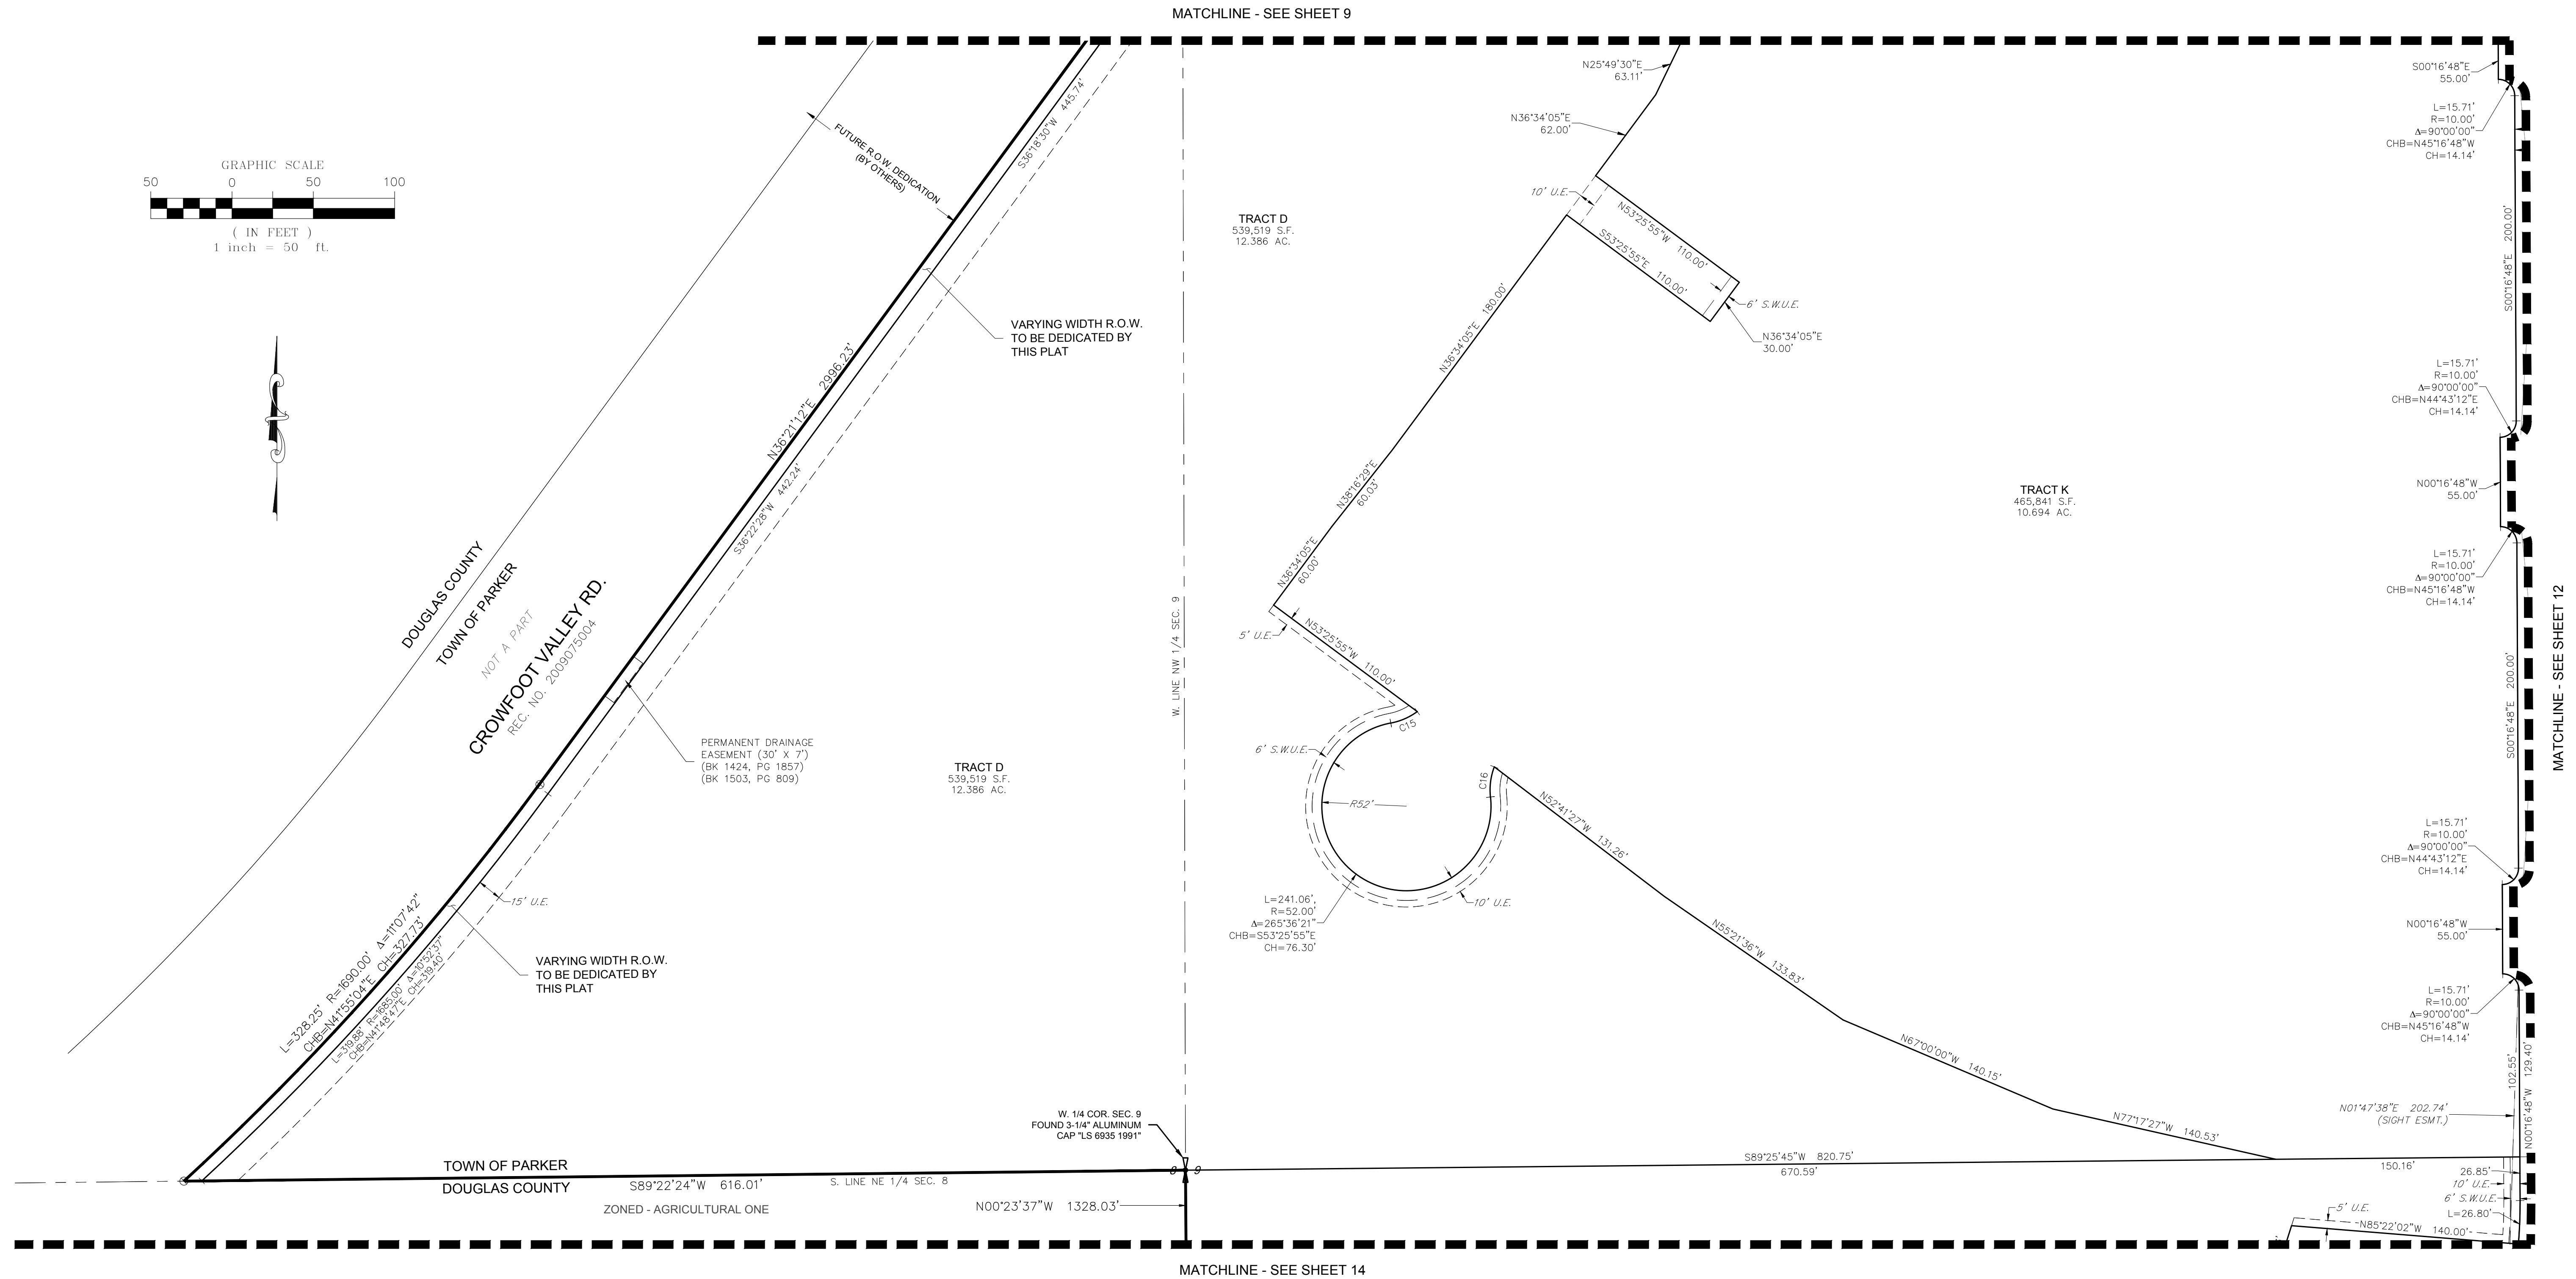 MATCHLINE - SEE SHEET 9
GRAPHIC SCALE
50 0 50 100
( IN FEET )
1 inch = 50 ft.
FUTURE R.O.W. DEDICATION
(BY OTHERS)
S36°18'30"W 445.74'
N25°49'30"E
63.11'
N36°34'05"E
62.00'
10' U.E.
N53°25'55"W 110.00'
S53°25'55"E 110.00'
6' S.W.U.E.
N36°34'05"E
30.00'
TRACT D
539,519 S.F.
12.386 AC.
VARYING WIDTH R.O.W.
TO BE DEDICATED BY
THIS PLAT
N36°34'05"E 180.00'
N36°21'12"E 2996.23'
S36°22'28"W 442.24'
N38°16'29"E
60.03'
N36°34'05"E
60.00'
TRACT K
465,841 S.F.
10.694 AC.
DOUGLAS COUNTY
TOWN OF PARKER
NOT A PART
CROWFOOT VALLEY RD.
REC. NO. 2009075004
W. LINE NW 1/4 SEC. 9
5' U.E.
N53°25'55"W 110.00'
C15
6' S.W.U.E.
C16
R52'
PERMANENT DRAINAGE
EASEMENT (30' X 7')
(BK 1424, PG 1857)
(BK 1503, PG 809)
TRACT D
539,519 S.F.
12.386 AC.
N52°41'27"W 131.26'
15' U.E.
10' U.E.
L=241.06',
R=52.00'
Δ=265°36'21"
CHB=S53°25'55"E
CH=76.30'
VARYING WIDTH R.O.W.
TO BE DEDICATED BY
THIS PLAT
L=328.25' R=1690.00' Δ=11°07'42"
CHB=N41°55'04"E CH=327.73'
L=319.88' R=1685.00' Δ=10°52'37"
CHB=N41°48'47"E CH=319.40'
N55°21'36"W 133.83'
N67°00'00"W 140.15'
N77°17'27"W 140.53'
S00°16'48"E
55.00'
L=15.71'
R=10.00'
Δ=90°00'00"
CHB=N45°16'48"W
CH=14.14'
S00°16'48"E 200.00'
L=15.71'
R=10.00'
Δ=90°00'00"
CHB=N44°43'12"E
CH=14.14'
N00°16'48"W
55.00'
L=15.71'
R=10.00'
Δ=90°00'00"
CHB=N45°16'48"W
CH=14.14'
S00°16'48"E 200.00'
MATCHLINE - SEE SHEET 12
L=15.71'
R=10.00'
Δ=90°00'00"
CHB=N44°43'12"E
CH=14.14'
N00°16'48"W
55.00'
L=15.71'
R=10.00'
Δ=90°00'00"
CHB=N45°16'48"W
CH=14.14'
102.55'
N00°16'48"W 129.40'
N01°47'38"E 202.74'
(SIGHT ESMT.)
W. 1/4 COR. SEC. 9
FOUND 3-1/4" ALUMINUM
CAP "LS 6935 1991"
8 9
TOWN OF PARKER
DOUGLAS COUNTY
S89°22'24"W 616.01'
S. LINE NE 1/4 SEC. 8
ZONED - AGRICULTURAL ONE
N00°23'37"W 1328.03'
S89°25'45"W 820.75'
670.59'
150.16'
26.85'
10' U.E.
6' S.W.U.E.
L=26.80'
5' U.E.
N85°22'02"W 140.00'
MATCHLINE - SEE SHEET 14